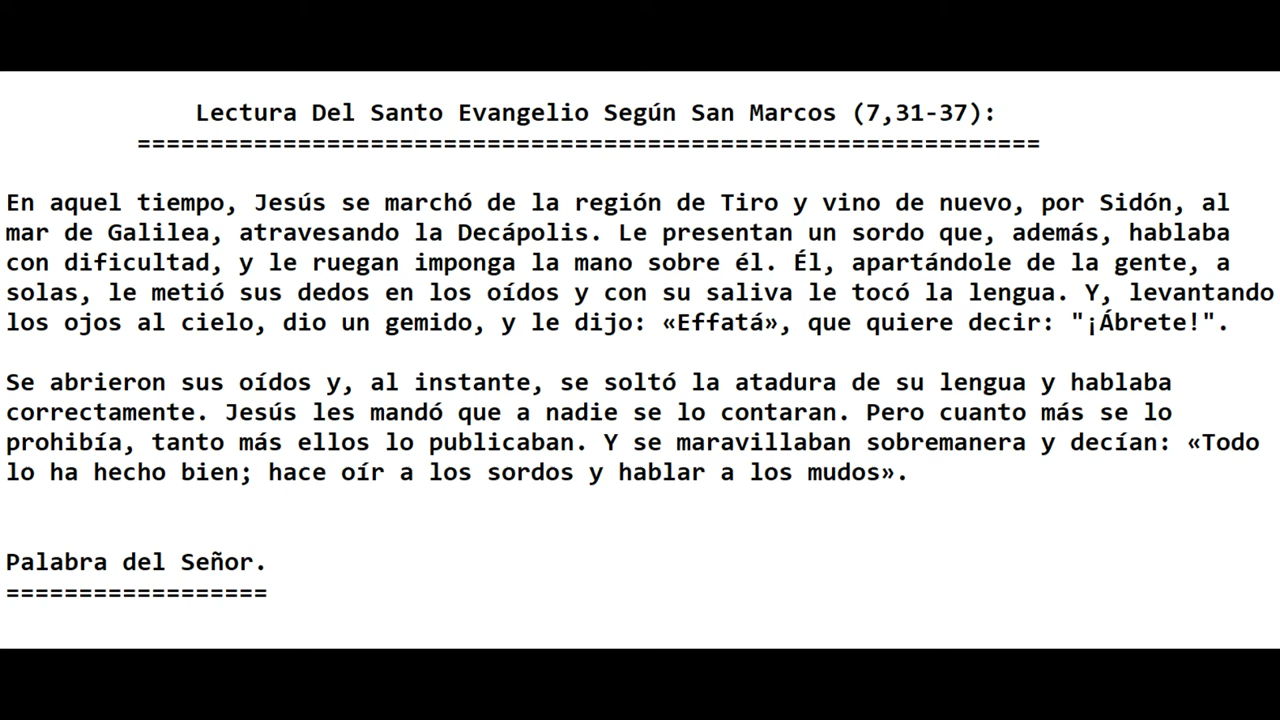 Lectura Del Santo Evangelio Según San Marcos (7,31-37):
==============================================================
En aquel tiempo, Jesús se marchó de la región de Tiro y vino de nuevo, por Sidón, al
mar de Galilea, atravesando la Decápolis. Le presentan un sordo que, además, hablaba
con dificultad, y le ruegan imponga la mano sobre él. Él, apartándole de la gente, a
solas, le metió sus dedos en los oídos y con su saliva le tocó la lengua. Y, levantando
los ojos al cielo, dio un gemido, y le dijo: «Effatá», que quiere decir: "¡Ábrete!".
Se abrieron sus oídos y, al instante, se soltó la atadura de su lengua y hablaba
correctamente. Jesús les mandó que a nadie se lo contaran. Pero cuanto más se lo
prohibía, tanto más ellos lo publicaban. Y se maravillaban sobremanera y decían: «Todo
lo ha hecho bien; hace oír a los sordos y hablar a los mudos».
Palabra del Señor.
==================